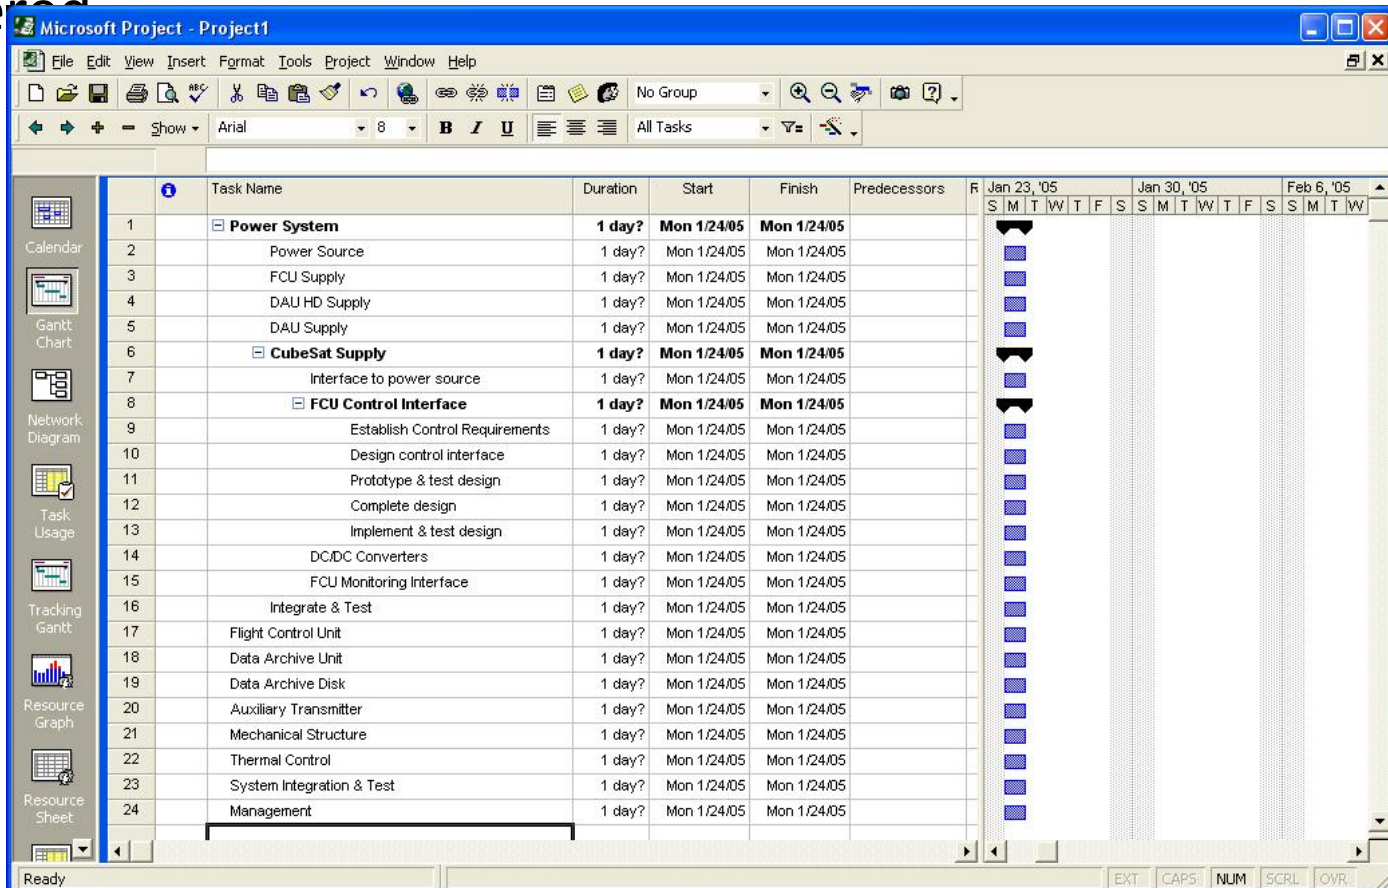 Microsoft Project - Project1
File Edit View Insert Format Tools Project Window Help
No Group
Show Arial 8 B I U All Tasks
Task Name Duration Start Finish Predecessors R Jan 23, '05 Jan 30, '05 Feb 6, '05
S M T W T F S S M T W T F S S M T W
1 Power System 1 day? Mon 1/24/05 Mon 1/24/05
2 Power Source 1 day? Mon 1/24/05 Mon 1/24/05
3 FCU Supply 1 day? Mon 1/24/05 Mon 1/24/05
4 DAU HD Supply 1 day? Mon 1/24/05 Mon 1/24/05
5 DAU Supply 1 day? Mon 1/24/05 Mon 1/24/05
6 CubeSat Supply 1 day? Mon 1/24/05 Mon 1/24/05
7 Interface to power source 1 day? Mon 1/24/05 Mon 1/24/05
8 FCU Control Interface 1 day? Mon 1/24/05 Mon 1/24/05
9 Establish Control Requirements 1 day? Mon 1/24/05 Mon 1/24/05
10 Design control interface 1 day? Mon 1/24/05 Mon 1/24/05
11 Prototype & test design 1 day? Mon 1/24/05 Mon 1/24/05
12 Complete design 1 day? Mon 1/24/05 Mon 1/24/05
13 Implement & test design 1 day? Mon 1/24/05 Mon 1/24/05
14 DC/DC Converters 1 day? Mon 1/24/05 Mon 1/24/05
15 FCU Monitoring Interface 1 day? Mon 1/24/05 Mon 1/24/05
16 Integrate & Test 1 day? Mon 1/24/05 Mon 1/24/05
17 Flight Control Unit 1 day? Mon 1/24/05 Mon 1/24/05
18 Data Archive Unit 1 day? Mon 1/24/05 Mon 1/24/05
19 Data Archive Disk 1 day? Mon 1/24/05 Mon 1/24/05
20 Auxiliary Transmitter 1 day? Mon 1/24/05 Mon 1/24/05
21 Mechanical Structure 1 day? Mon 1/24/05 Mon 1/24/05
22 Thermal Control 1 day? Mon 1/24/05 Mon 1/24/05
23 System Integration & Test 1 day? Mon 1/24/05 Mon 1/24/05
24 Management 1 day? Mon 1/24/05 Mon 1/24/05
Calendar
Gantt
Chart
Network
Diagram
Task
Usage
Tracking
Gantt
Resource
Graph
Resource
Sheet
Ready EXT CAPS NUM SCRL OVR